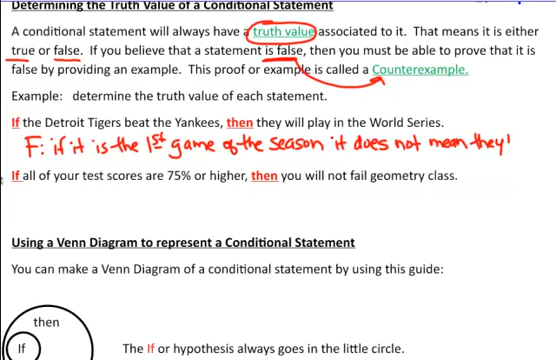 Determining the Truth Value of a Conditional Statement
A conditional statement will always have a truth value associated to it. That means it is either
true or false. If you believe that a statement is false, then you must be able to prove that it is
false by providing an example. This proof or example is called a Counterexample.
Example: determine the truth value of each statement.
If the Detroit Tigers beat the Yankees, then they will play in the World Series.
F: if it is the 1st game of the season it does not mean they'
If all of your test scores are 75% or higher, then you will not fail geometry class.
Using a Venn Diagram to represent a Conditional Statement
You can make a Venn Diagram of a conditional statement by using this guide:
then
If
The If or hypothesis always goes in the little circle.